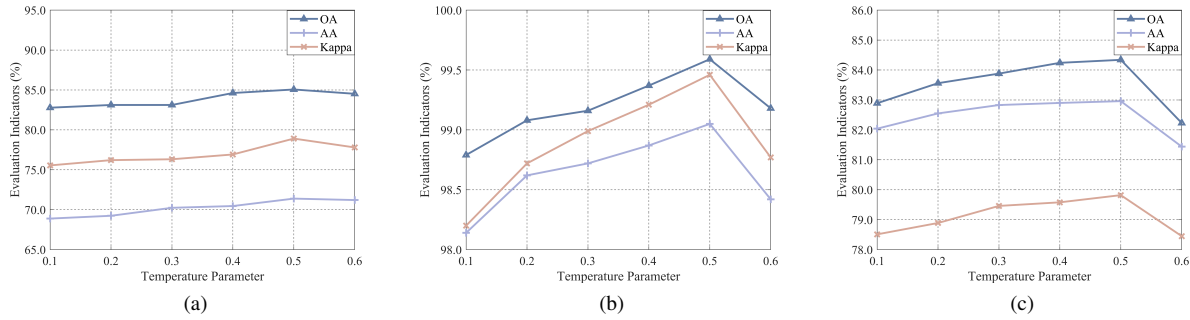 95.0
90.0
85.0
80.0
75.0
70.0
65.0
Evaluation Indicators (%)
OA
AA
Kappa
0.1 0.2 0.3 0.4 0.5 0.6
Temperature Parameter
(a)
100.0
99.5
99.0
98.5
98.0
Evaluation Indicators (%)
OA
AA
Kappa
0.1 0.2 0.3 0.4 0.5 0.6
Temperature Parameter
(b)
86.0
85.0
84.0
83.0
82.0
81.0
80.0
79.0
78.0
Evaluation Indicators (%)
OA
AA
Kappa
0.1 0.2 0.3 0.4 0.5 0.6
Temperature Parameter
(c)